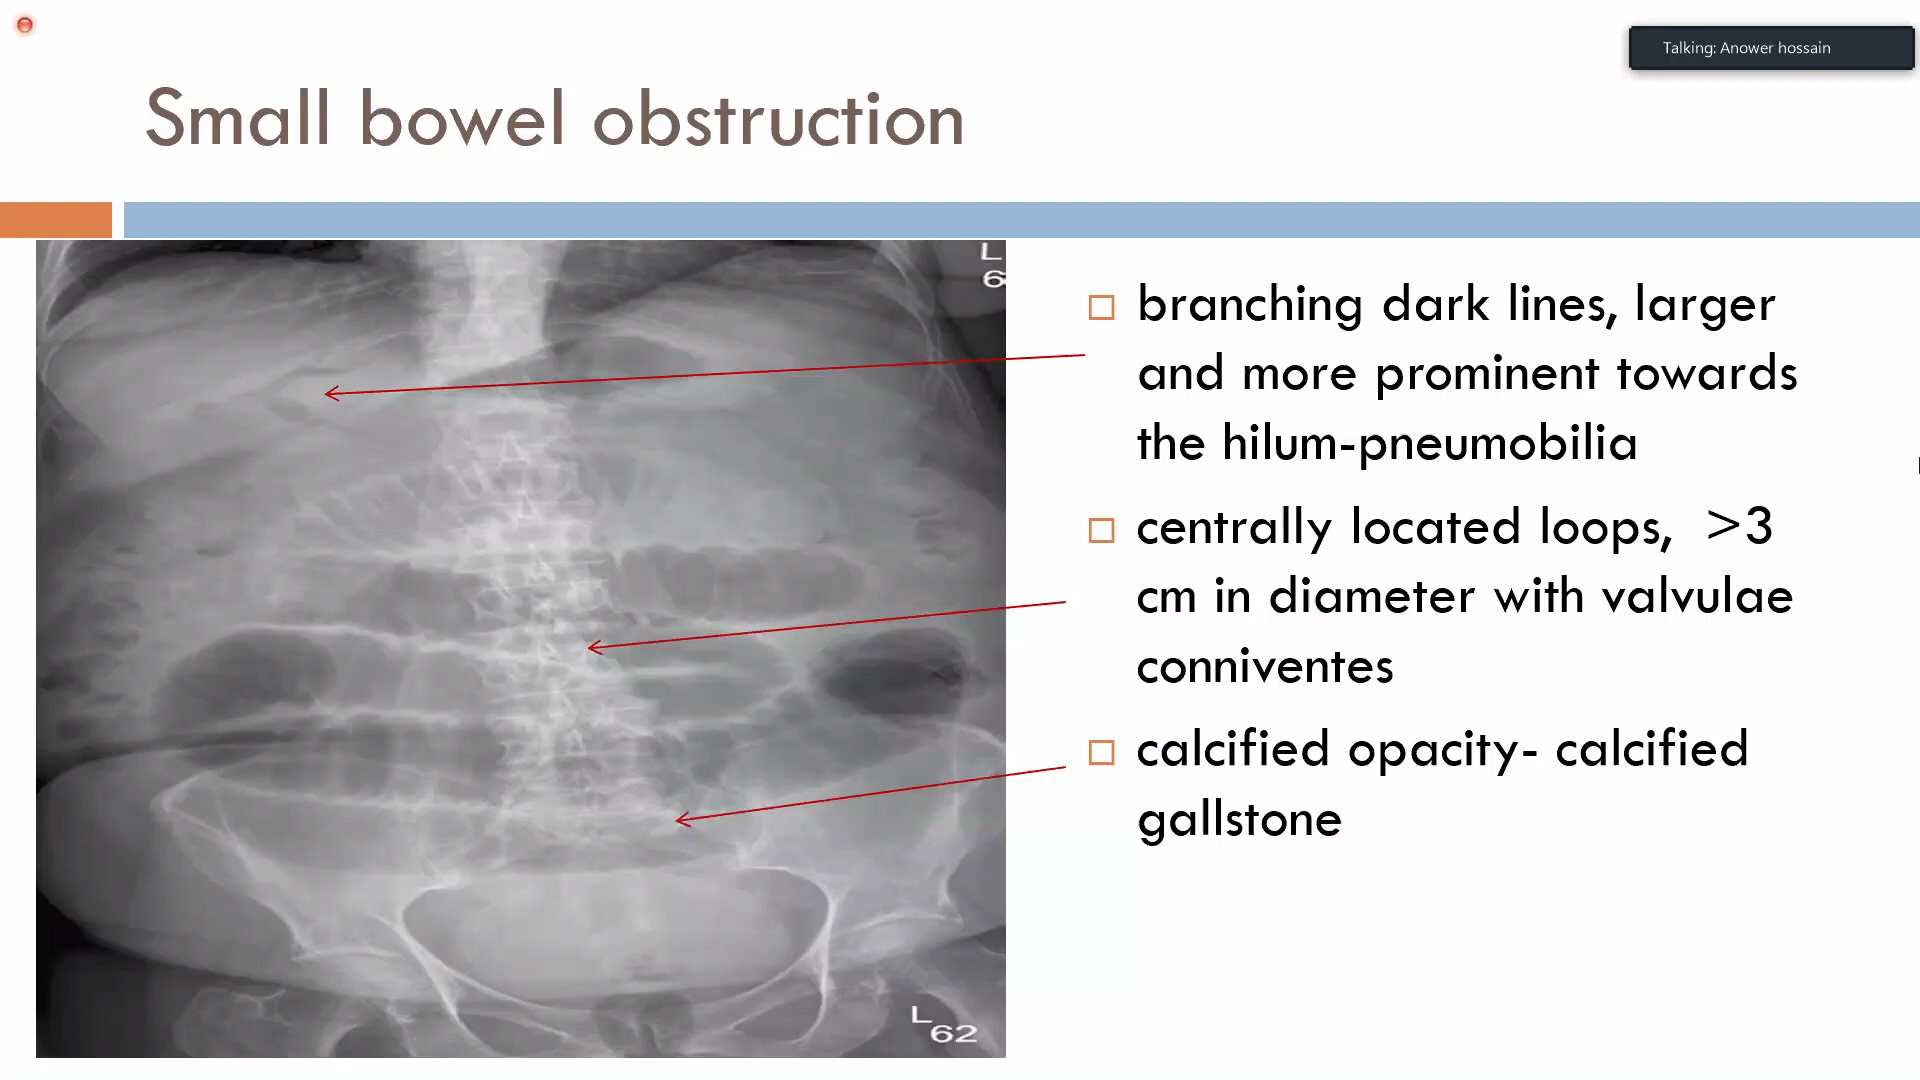 Talking: Anower hossain
Small bowel obstruction
L
6
branching dark lines, larger
and more prominent towards
the hilum-pneumobilia
centrally located loops, >3
cm in diameter with valvulae
conniventes
calcified opacity- calcified
gallstone
L
62